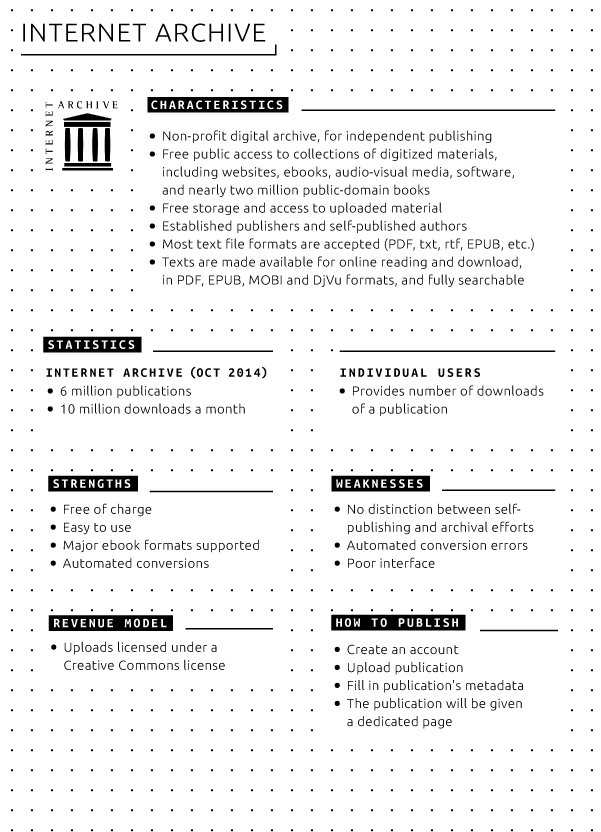 INTERNET ARCHIVE
INTERNET ARCHIVE
CHARACTERISTICS
• Non-profit digital archive, for independent publishing
• Free public access to collections of digitized materials,
including websites, ebooks, audio-visual media, software,
and nearly two million public-domain books
• Free storage and access to uploaded material
• Established publishers and self-published authors
• Most text file formats are accepted (PDF, txt, rtf, EPUB, etc.)
• Texts are made available for online reading and download,
in PDF, EPUB, MOBI and DjVu formats, and fully searchable
STATISTICS
INTERNET ARCHIVE (OCT 2014)
• 6 million publications
• 10 million downloads a month
INDIVIDUAL USERS
• Provides number of downloads
of a publication
STRENGTHS
• Free of charge
• Easy to use
• Major ebook formats supported
• Automated conversions
WEAKNESSES
• No distinction between self-
publishing and archival efforts
• Automated conversion errors
• Poor interface
REVENUE MODEL
• Uploads licensed under a
Creative Commons license
HOW TO PUBLISH
• Create an account
• Upload publication
• Fill in publication's metadata
• The publication will be given
a dedicated page